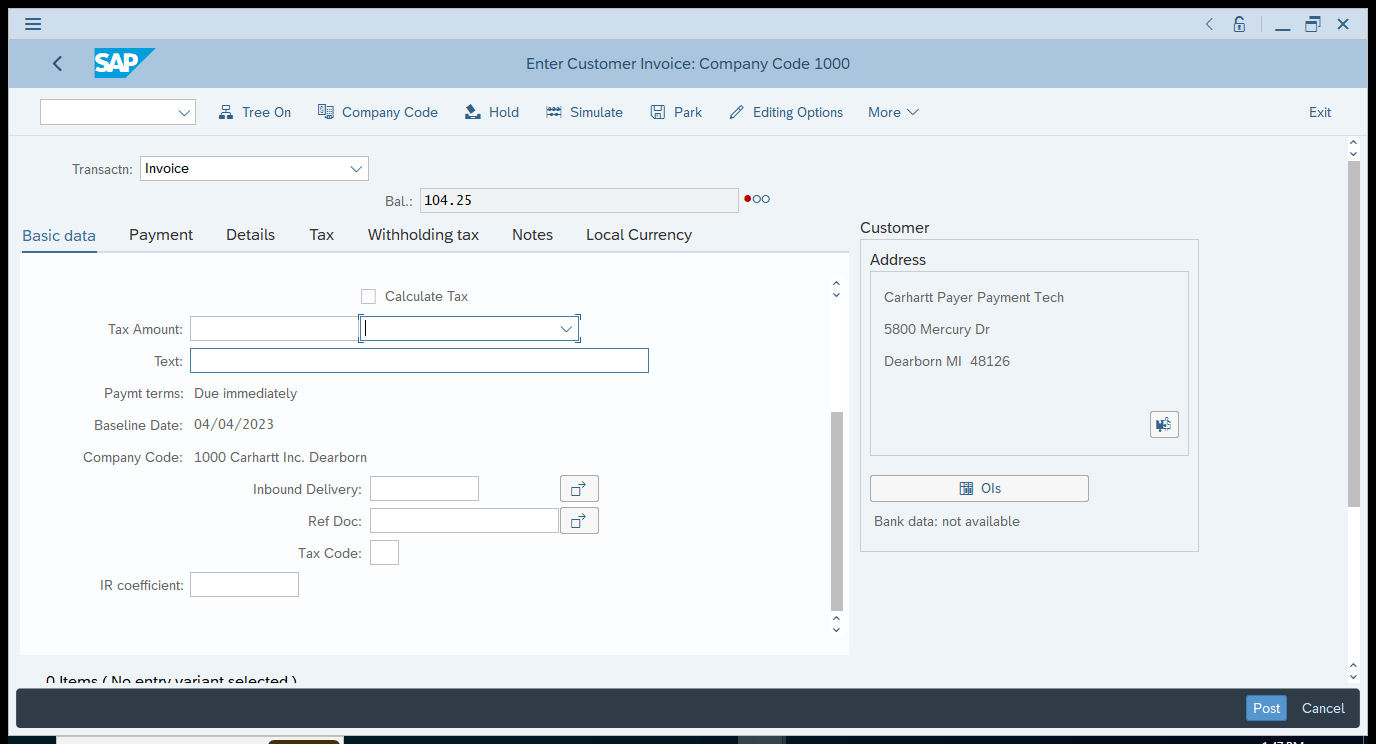 SAP
Enter Customer Invoice: Company Code 1000
Tree On
Company Code
Hold
Simulate
Park
Editing Options
More
Exit
Transactn: Invoice
Bal.: 104.25
Basic data
Payment
Details
Tax
Withholding tax
Notes
Local Currency
Calculate Tax
Tax Amount:
Text:
Paymt terms: Due immediately
Baseline Date: 04/04/2023
Company Code: 1000 Carhartt Inc. Dearborn
Inbound Delivery:
Ref Doc:
Tax Code:
IR coefficient:
Customer
Address
Carhartt Payer Payment Tech
5800 Mercury Dr
Dearborn MI 48126
OIs
Bank data: not available
0 Items ( No entry variant selected )
Post
Cancel